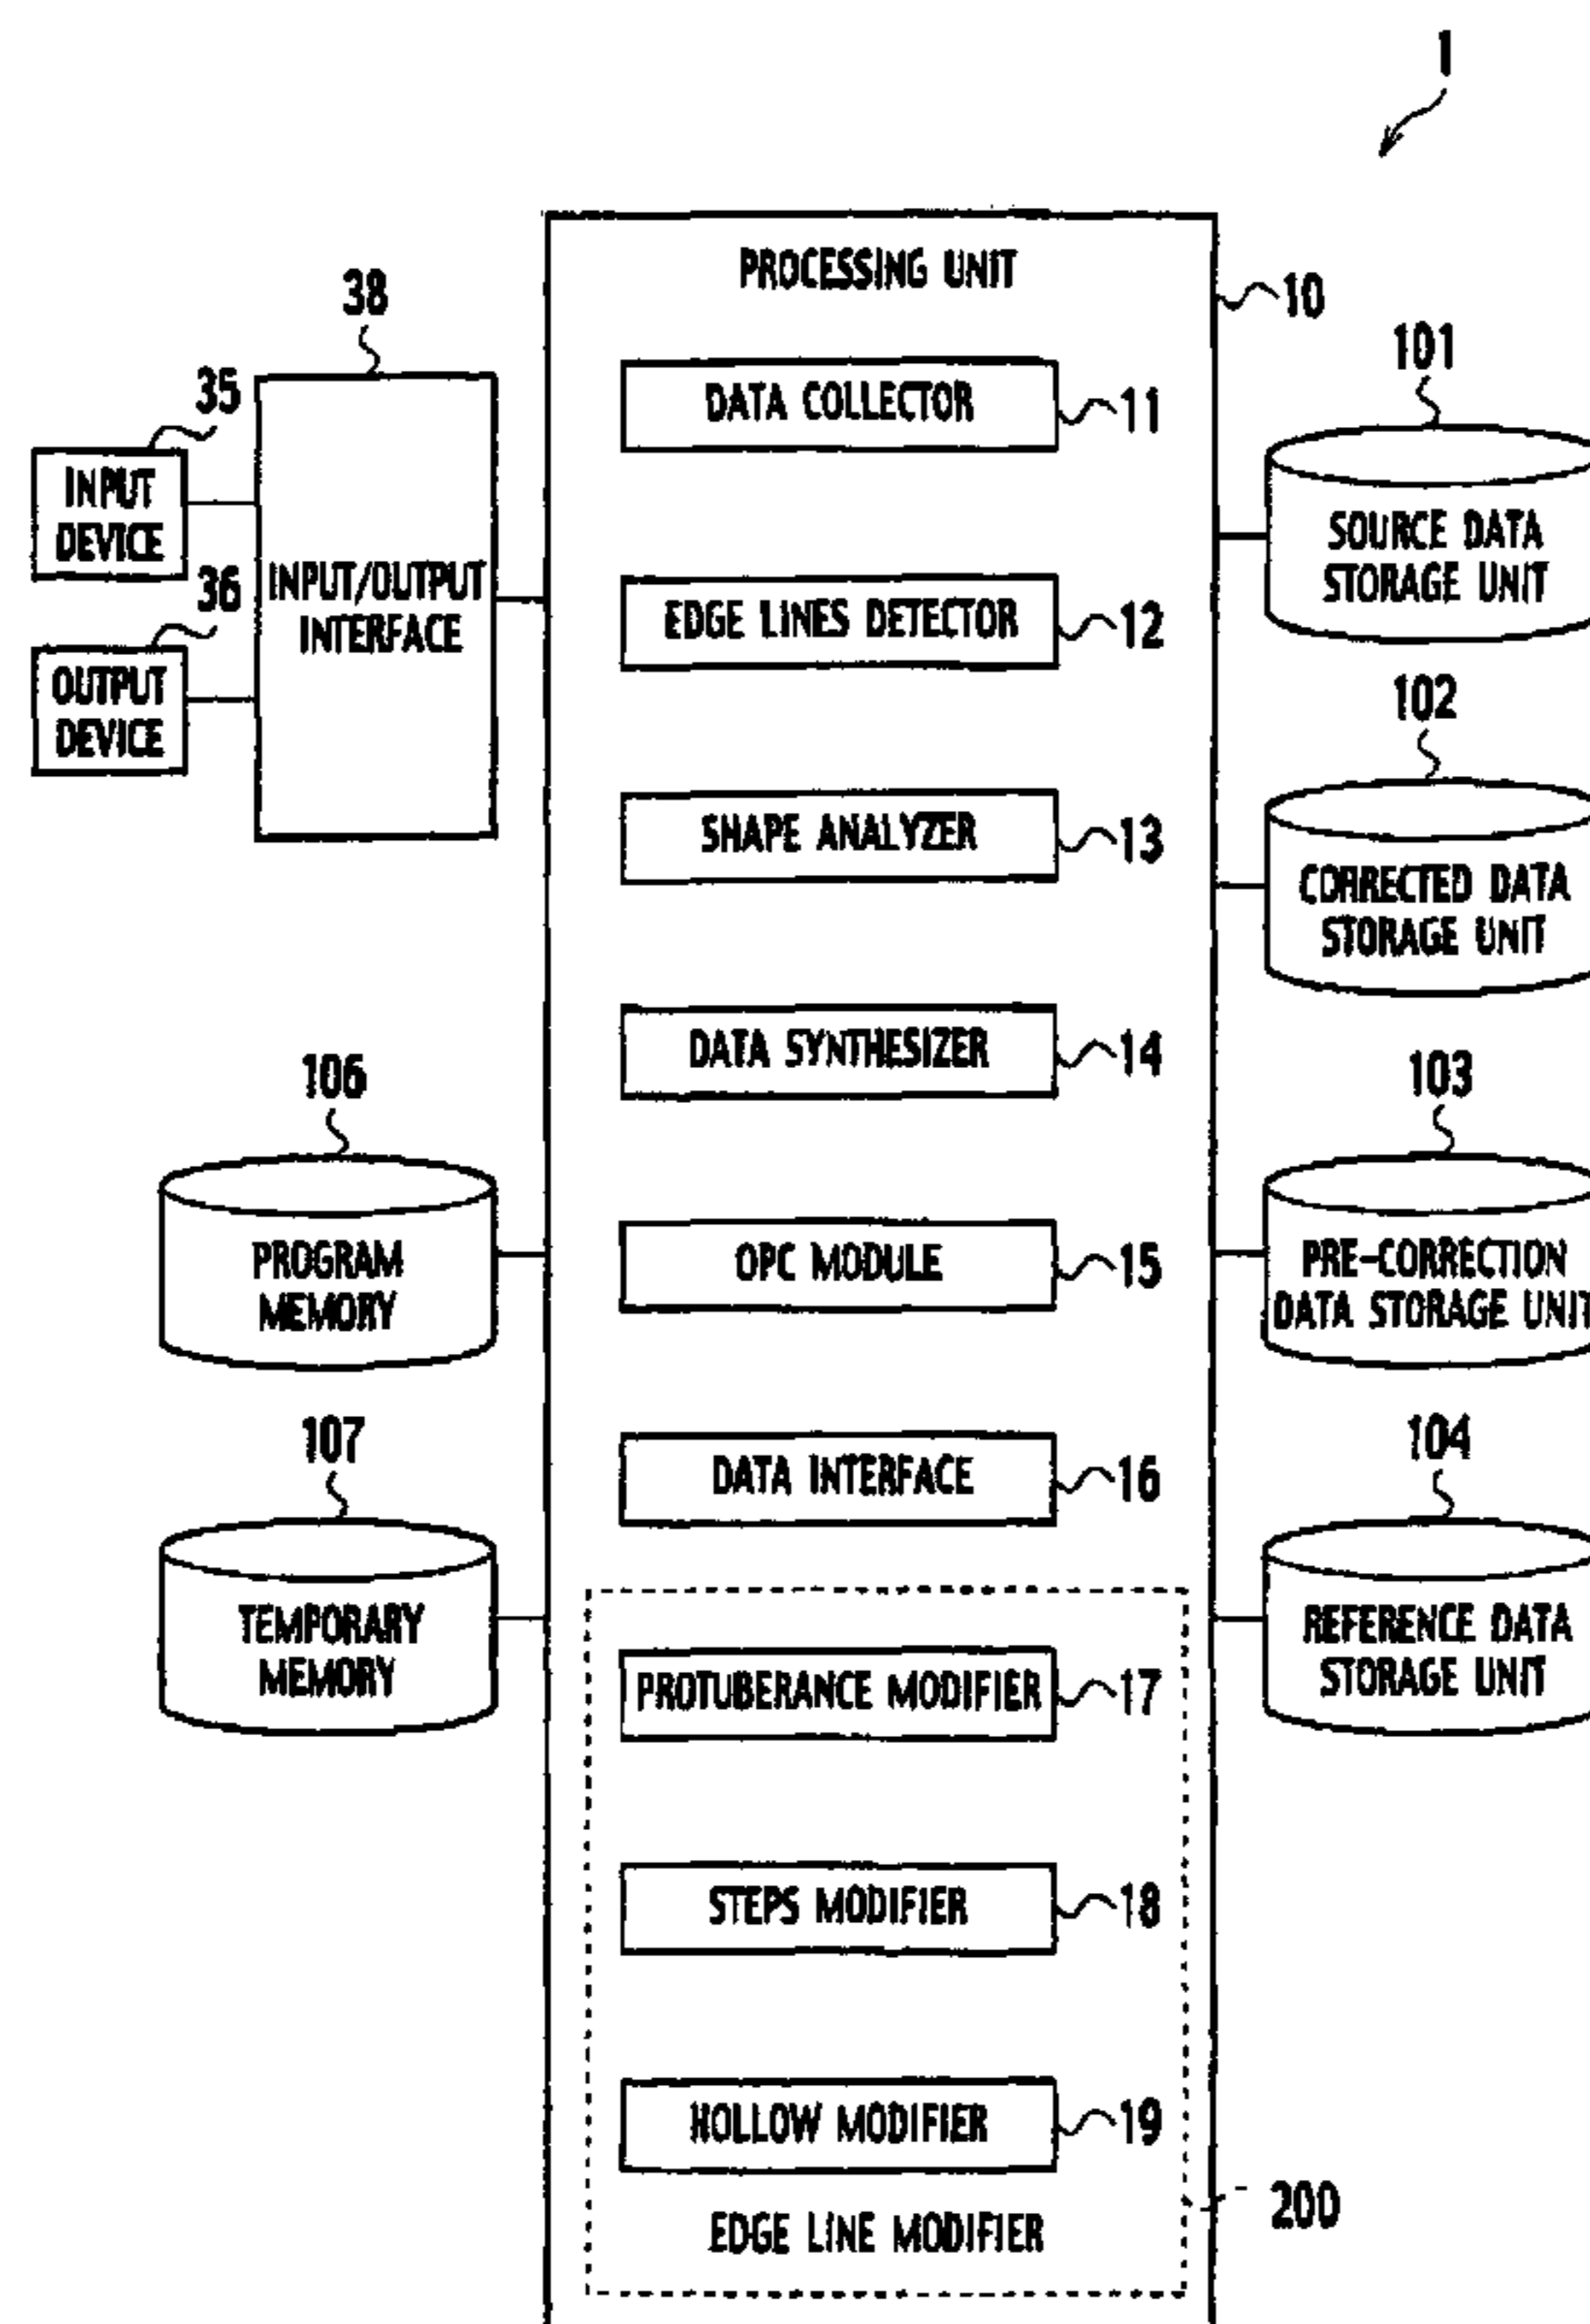 1
PROCESSING UNIT
10
38
35
INPUT
DEVICE
36
OUTPUT
DEVICE
INPUT/OUTPUT
INTERFACE
DATA COLLECTOR
11
EDGE LINES DETECTOR
12
SHAPE ANALYZER
13
DATA SYNTHESIZER
14
OPC MODULE
15
DATA INTERFACE
16
PROTUBERANCE MODIFIER
17
STEPS MODIFIER
18
HOLLOW MODIFIER
19
EDGE LINE MODIFIER
200
101
SOURCE DATA
STORAGE UNIT
102
CORRECTED DATA
STORAGE UNIT
103
PRE-CORRECTION
DATA STORAGE UNIT
104
REFERENCE DATA
STORAGE UNIT
106
PROGRAM
MEMORY
107
TEMPORARY
MEMORY